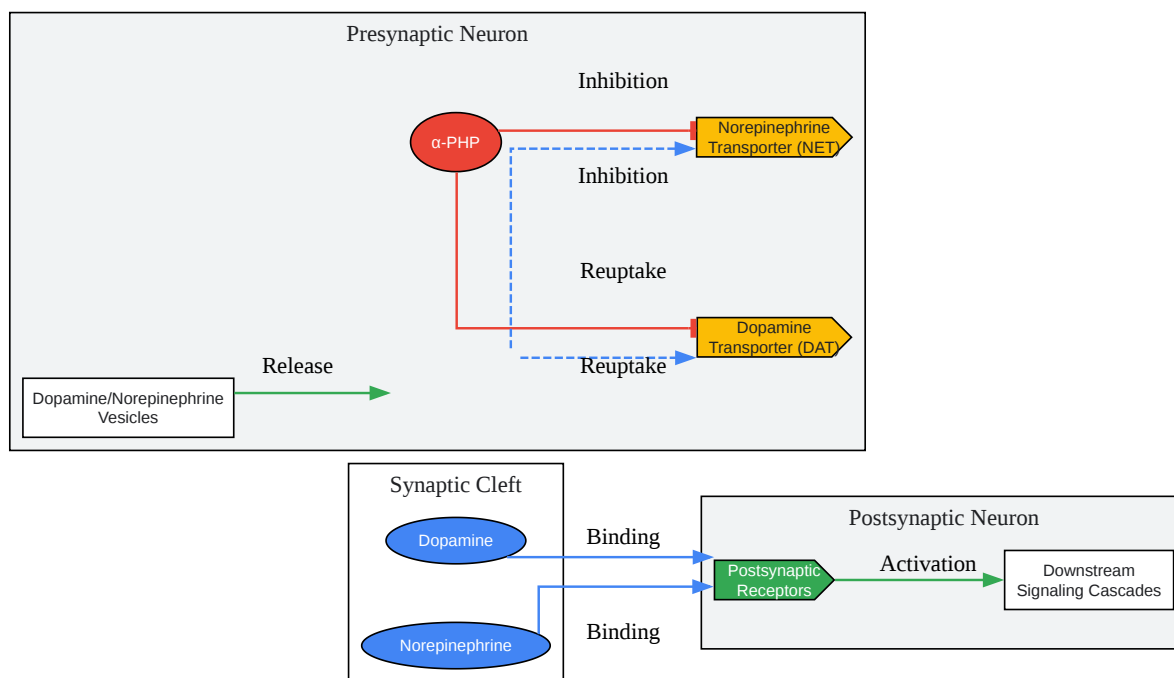 Presynaptic Neuron
Inhibition
α-PHP
Norepinephrine
Transporter (NET)
Inhibition
Reuptake
Dopamine
Transporter (DAT)
Reuptake
Release
Dopamine/Norepinephrine
Vesicles
Synaptic Cleft
Dopamine
Norepinephrine
Binding
Binding
Postsynaptic Neuron
Postsynaptic
Receptors
Activation
Downstream
Signaling Cascades